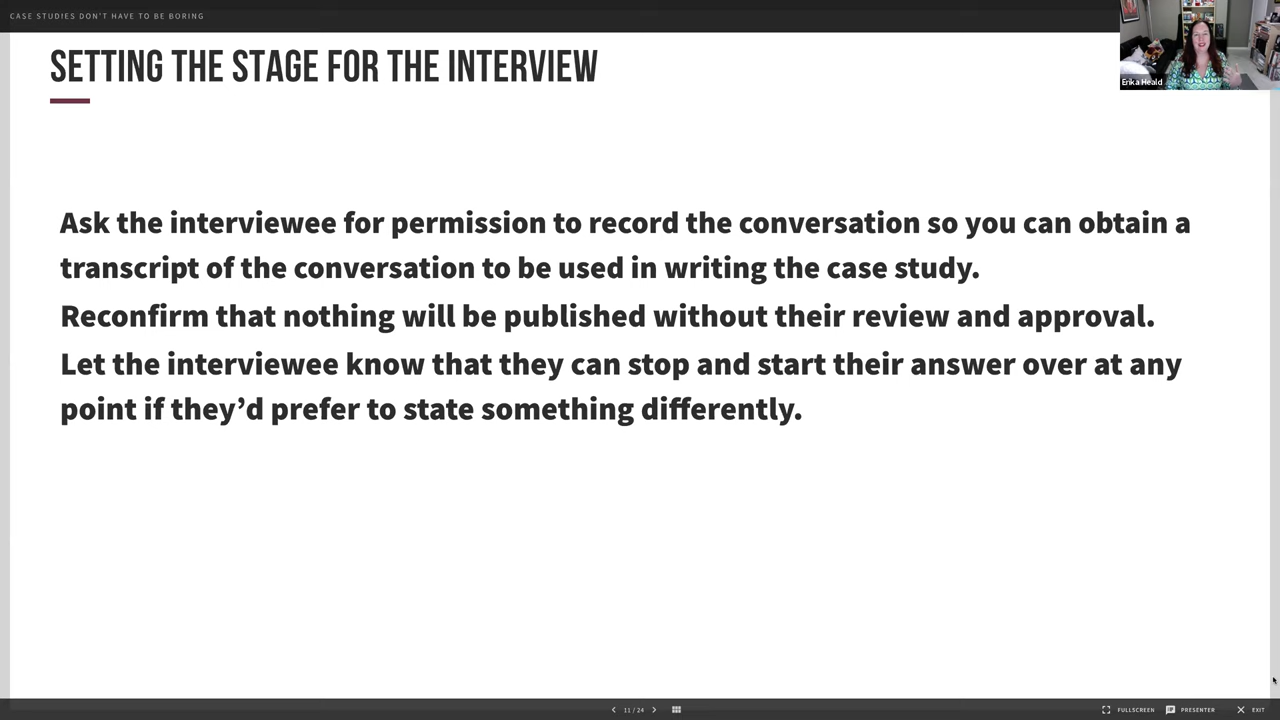 CASE STUDIES DON'T HAVE TO BE BORING
SETTING THE STAGE FOR THE INTERVIEW
Erika Heald
Ask the interviewee for permission to record the conversation so you can obtain a
transcript of the conversation to be used in writing the case study.
Reconfirm that nothing will be published without their review and approval.
Let the interviewee know that they can stop and start their answer over at any
point if they’d prefer to state something differently.
11 / 24
FULLSCREEN
PRESENTER
EXIT